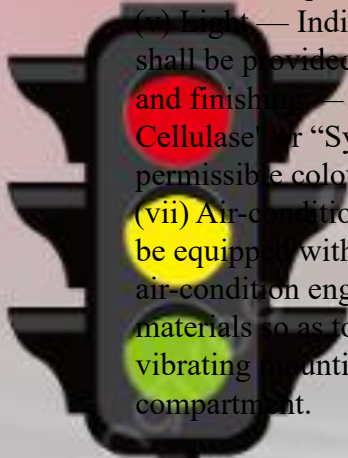 (v) Light — Indi
shall be provided
and finishing —
Cellulase" or “Sy
permissible colou
(vii) Air-conditio
be equipped with
air-condition eng
materials so as to
vibrating mounti
compartment.